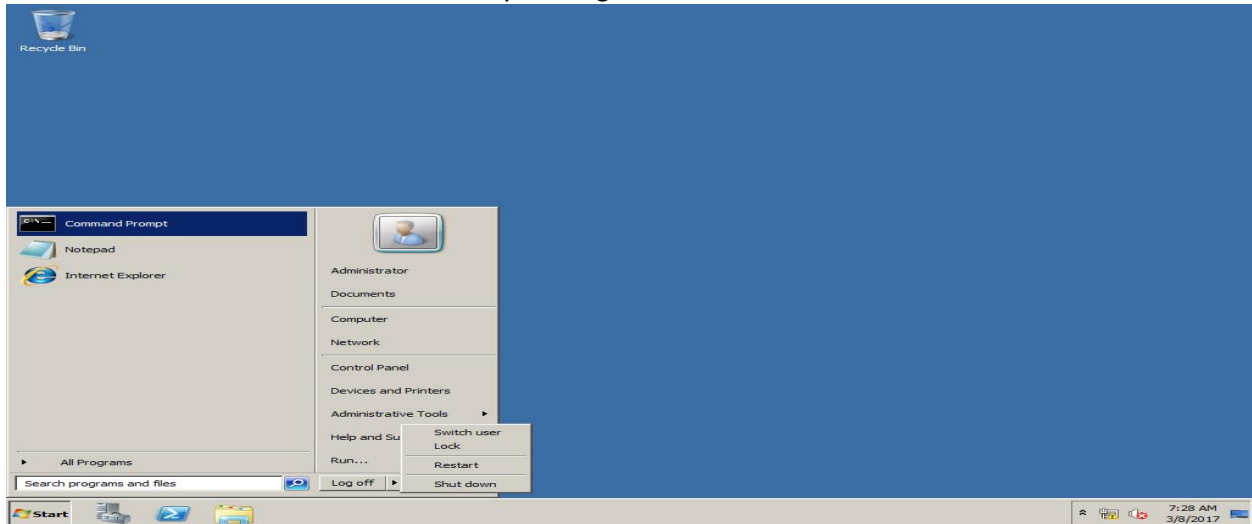 Recycle Bin
Command Prompt
Notepad
Internet Explorer
All Programs
Search programs and files
Administrator
Documents
Computer
Network
Control Panel
Devices and Printers
Administrative Tools
Help and Su
Run...
Log off
Switch user
Lock
Restart
Shut down
Start
7:28 AM
3/8/2017